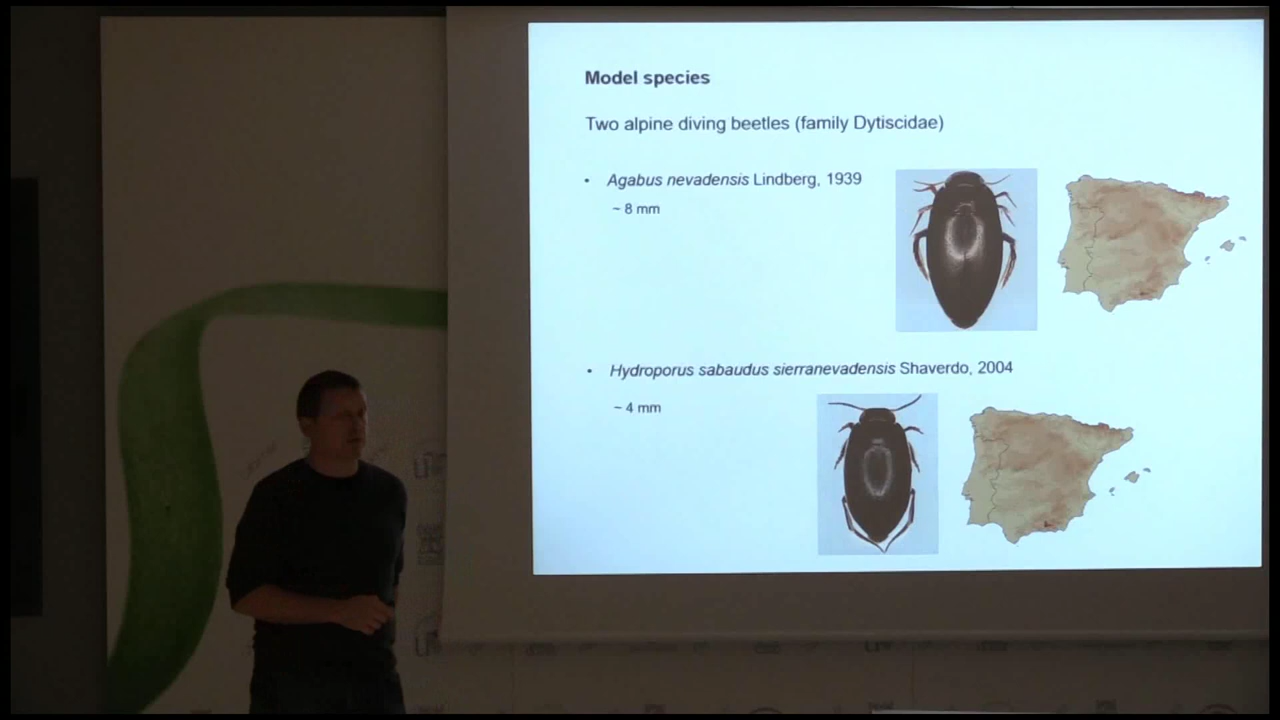 Model species
Two alpine diving beetles (family Dytiscidae)
• Agabus nevadensis Lindberg, 1939
~ 8 mm
• Hydroporus sabaudus sierranevadensis Shaverdo, 2004
~ 4 mm